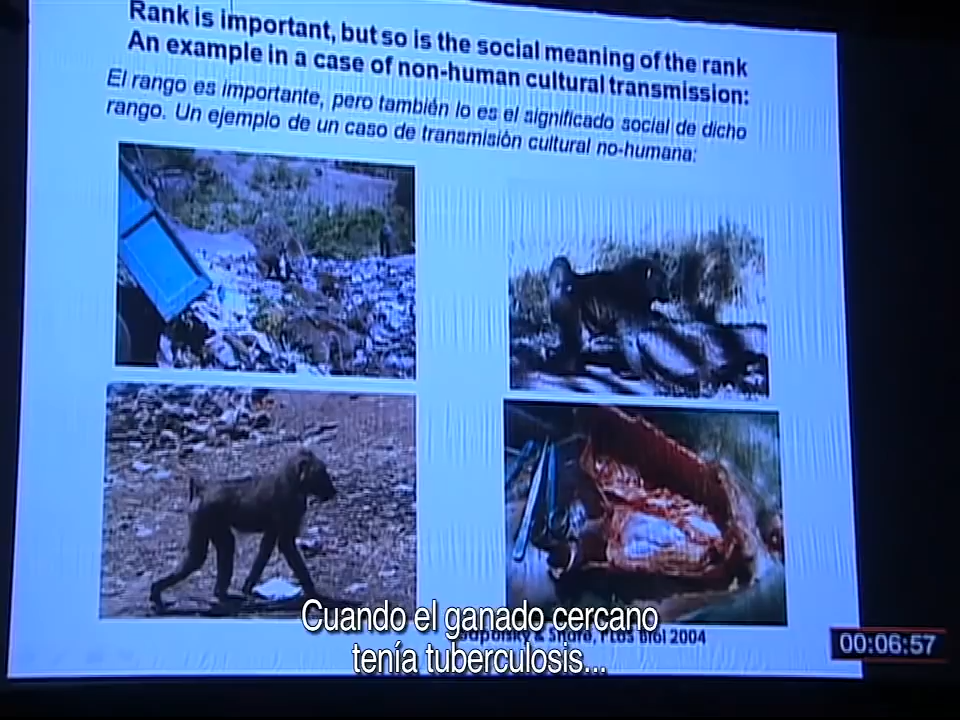 Rank is important, but so is the social meaning of the rank
An example in a case of non-human cultural transmission:
El rango es importante, pero también lo es el significado social de dicho
rango. Un ejemplo de un caso de transmisión cultural no-humana:
Sapolsky & Share, PLos Biol 2004
Cuando el ganado cercano
tenía tuberculosis...
00:06:57